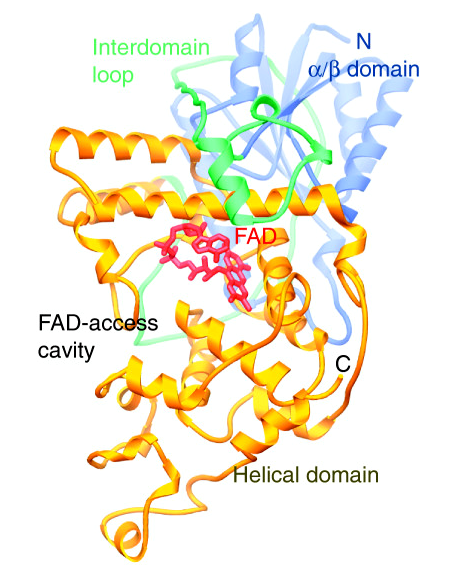 Interdomain
loop
N
α/β domain
FAD
FAD-access
cavity
C
Helical domain